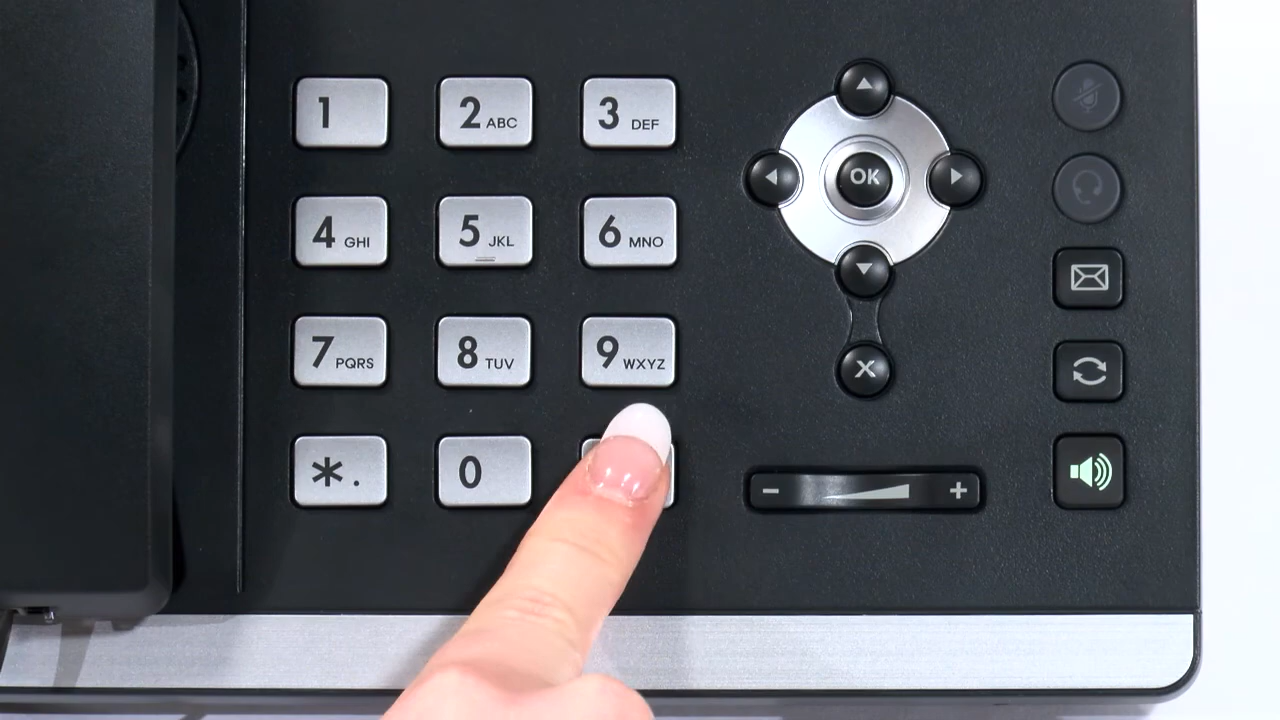 1 2 ABC 3 DEF
OK
4 GHI 5 JKL 6 MNO
7 PQRS 8 TUV 9 WXYZ
X
*. 0
- +